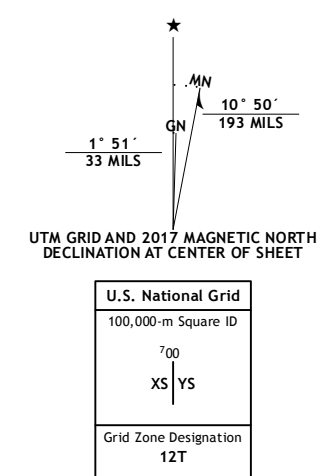 MN
GN
10° 50´
193 MILS
1° 51´
33 MILS
UTM GRID AND 2017 MAGNETIC NORTH
DECLINATION AT CENTER OF SHEET
U.S. National Grid
100,000-m Square ID
⁷00
XS YS
Grid Zone Designation
12T